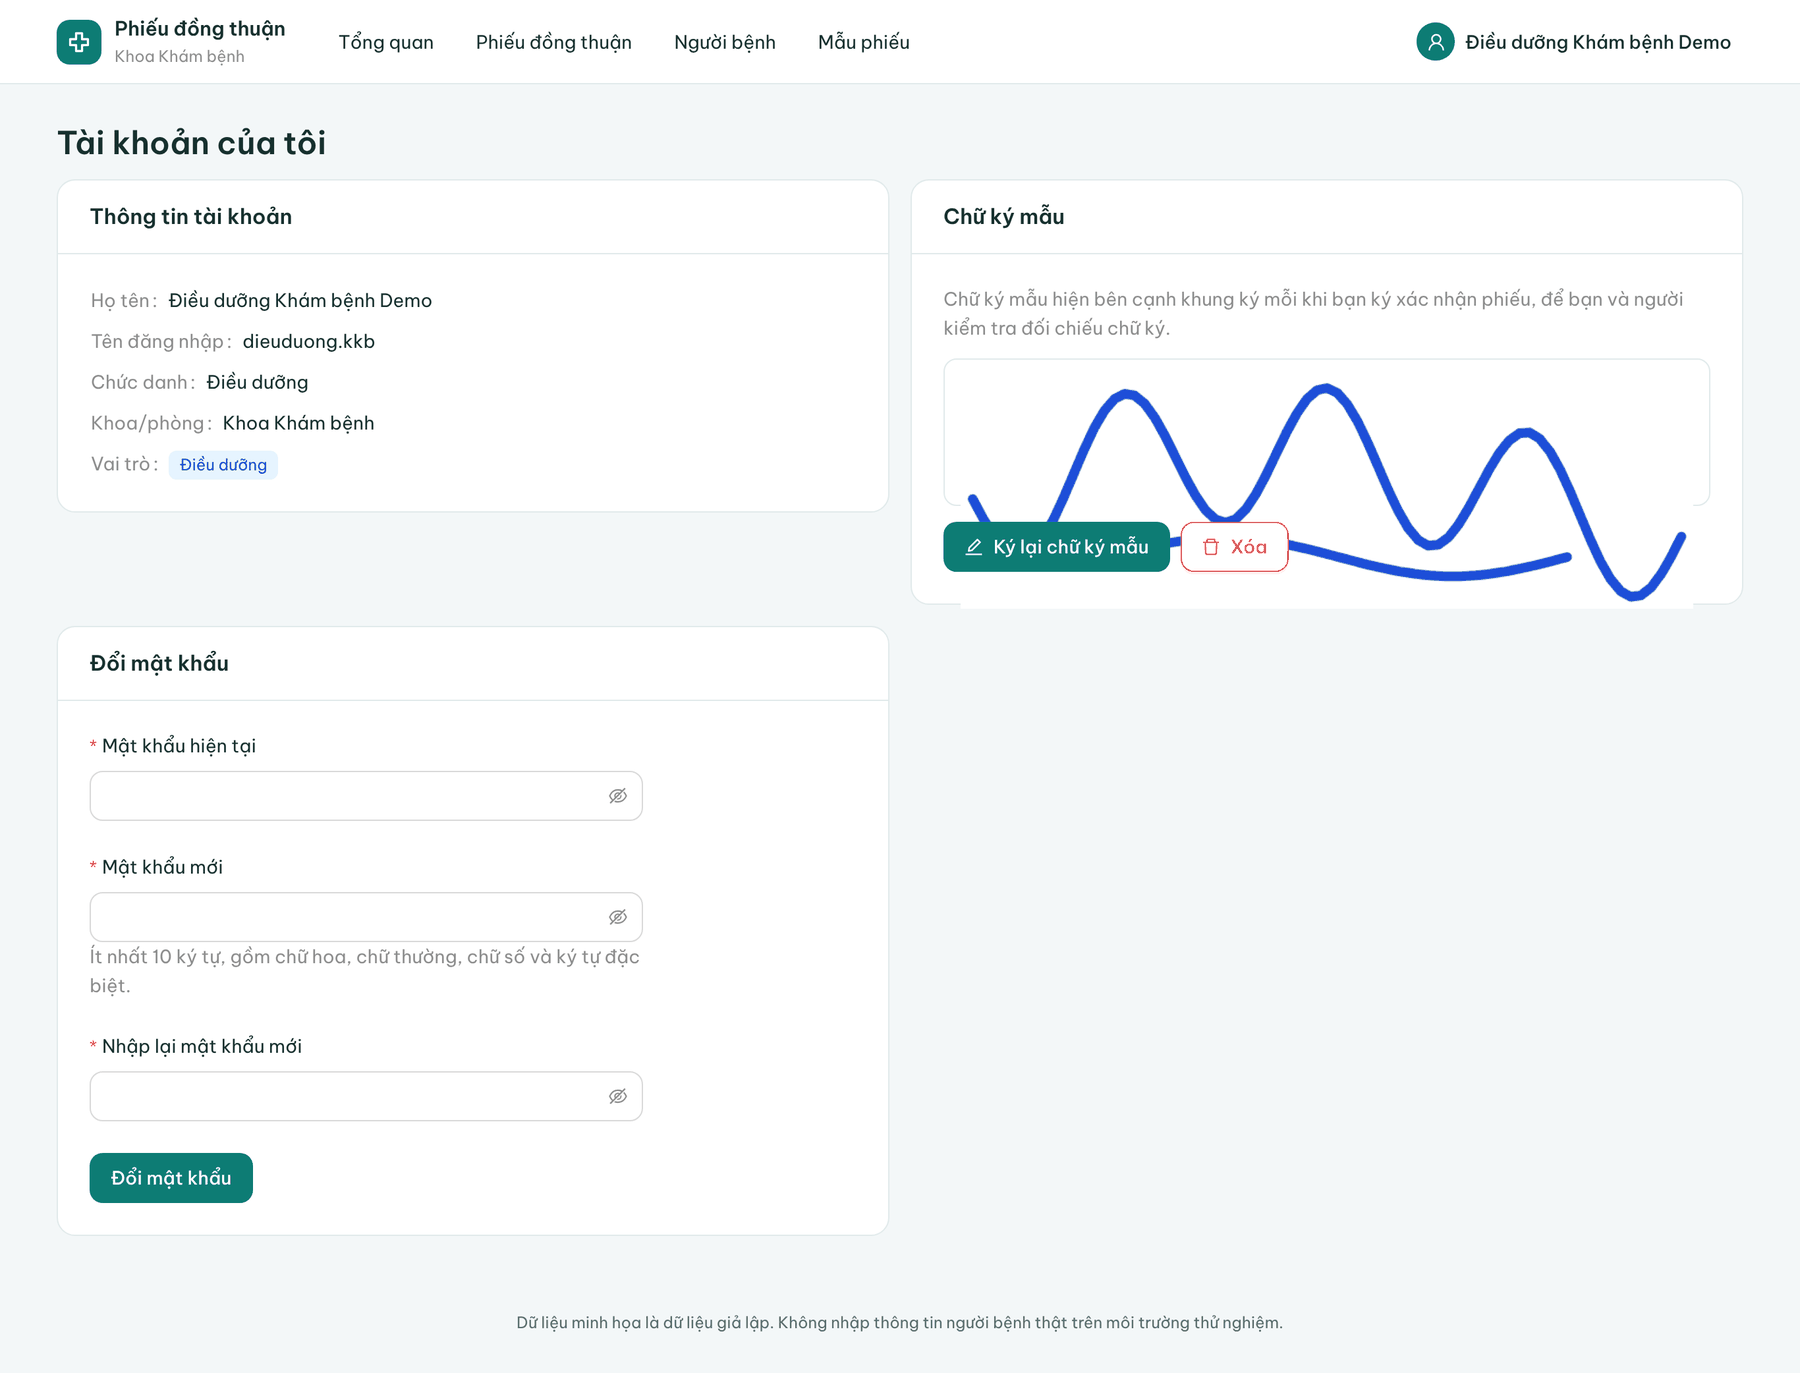 Phiếu đồng thuận
Khoa Khám bệnh
Tổng quan
Phiếu đồng thuận
Người bệnh
Mẫu phiếu
Điều dưỡng Khám bệnh Demo
Tài khoản của tôi
Thông tin tài khoản
Họ tên: Điều dưỡng Khám bệnh Demo
Tên đăng nhập: dieuduong.kkb
Chức danh: Điều dưỡng
Khoa/phòng: Khoa Khám bệnh
Vai trò: Điều dưỡng
Chữ ký mẫu
Chữ ký mẫu hiện bên cạnh khung ký mỗi khi bạn ký xác nhận phiếu, để bạn và người
kiểm tra đối chiếu chữ ký.
Ký lại chữ ký mẫu
Xóa
Đổi mật khẩu
* Mật khẩu hiện tại
* Mật khẩu mới
Ít nhất 10 ký tự, gồm chữ hoa, chữ thường, chữ số và ký tự đặc
biệt.
* Nhập lại mật khẩu mới
Đổi mật khẩu
Dữ liệu minh họa là dữ liệu giả lập. Không nhập thông tin người bệnh thật trên môi trường thử nghiệm.